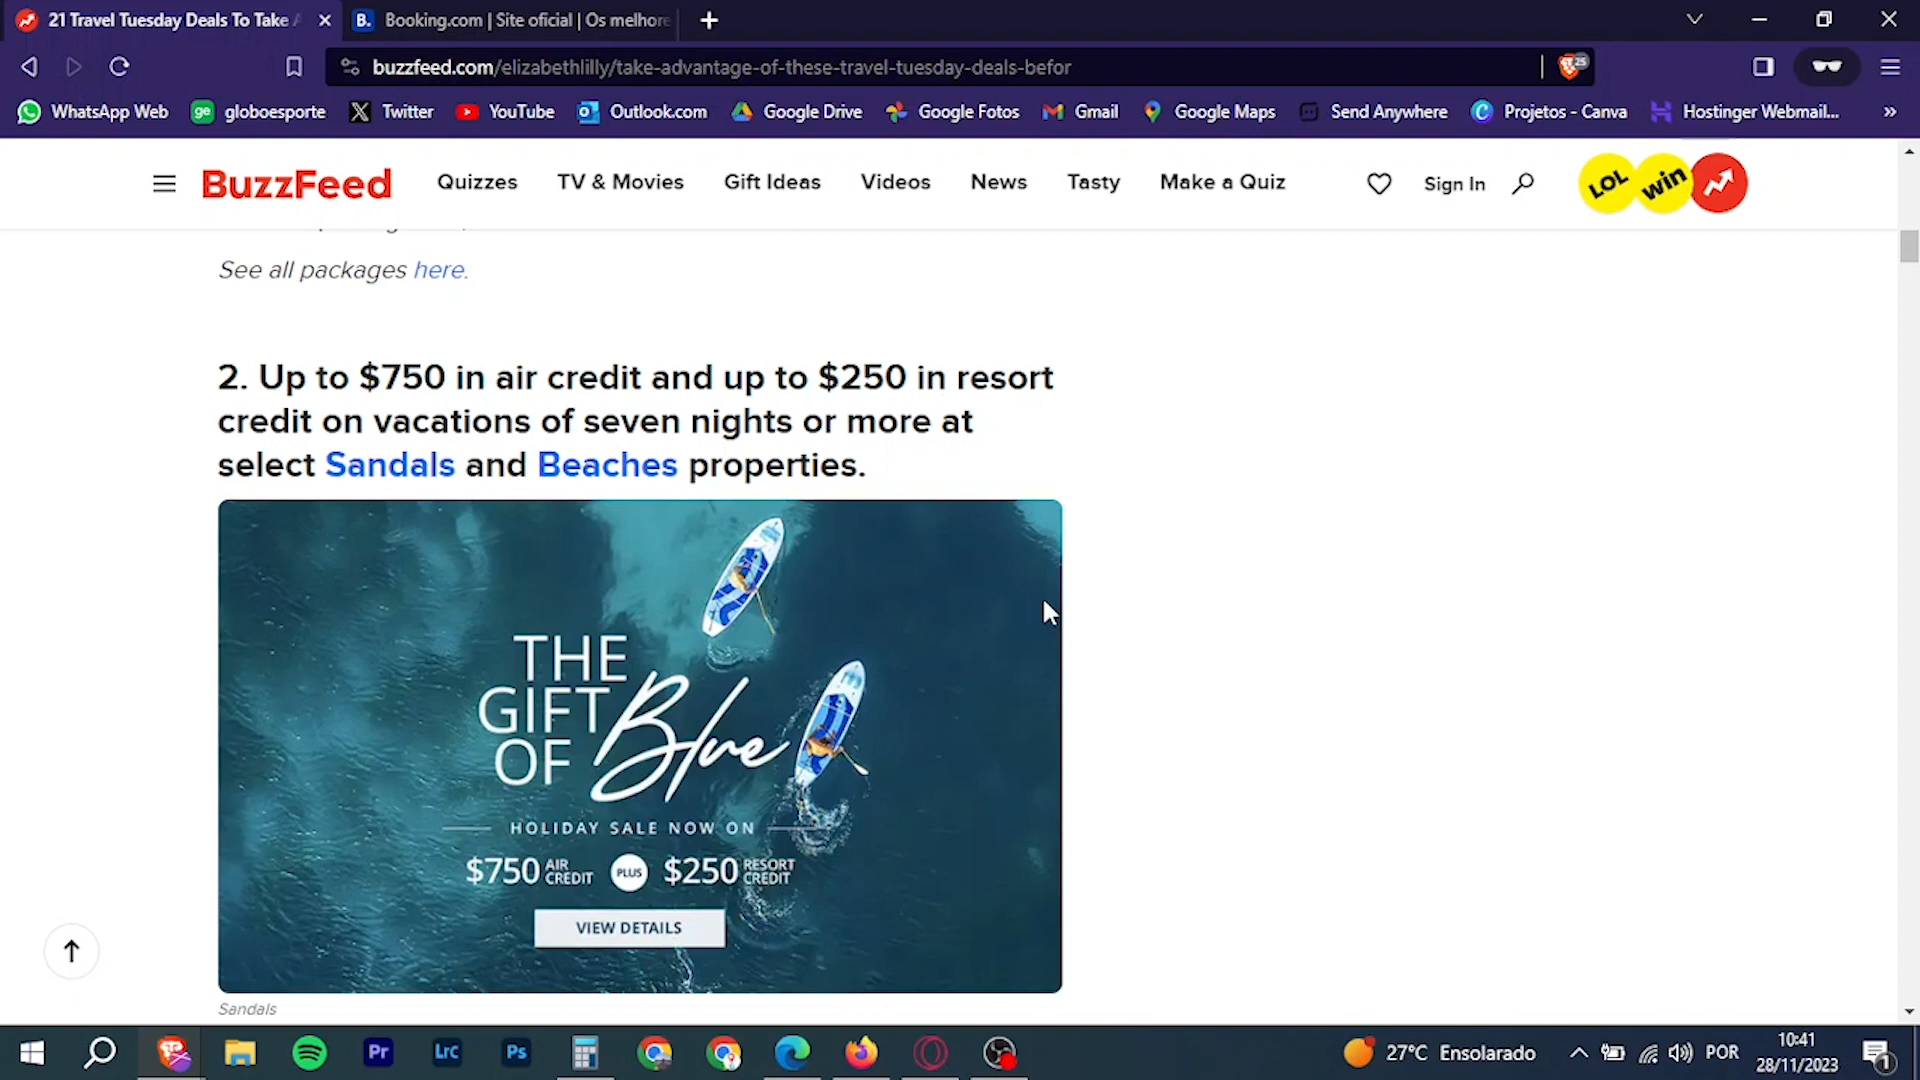 21 Travel Tuesday Deals To Take
Booking.com | Site oficial | Os melhore
buzzfeed.com/elizabethlilly/take-advantage-of-these-travel-tuesday-deals-befor
25
WhatsApp Web
ge
globoesporte
Twitter
YouTube
Outlook.com
Google Drive
Google Fotos
Gmail
Google Maps
Send Anywhere
Projetos - Canva
Hostinger Webmail...
BuzzFeed
Quizzes
TV & Movies
Gift Ideas
Videos
News
Tasty
Make a Quiz
Sign In
LOL
win
See all packages here.
2. Up to $750 in air credit and up to $250 in resort
credit on vacations of seven nights or more at
select Sandals and Beaches properties.
THE
GIFT
OF Blue
HOLIDAY SALE NOW ON
$750 AIR CREDIT PLUS $250 RESORT CREDIT
VIEW DETAILS
Sandals
Pr
LrC
Ps
27°C Ensolarado
POR
10:41
28/11/2023
1